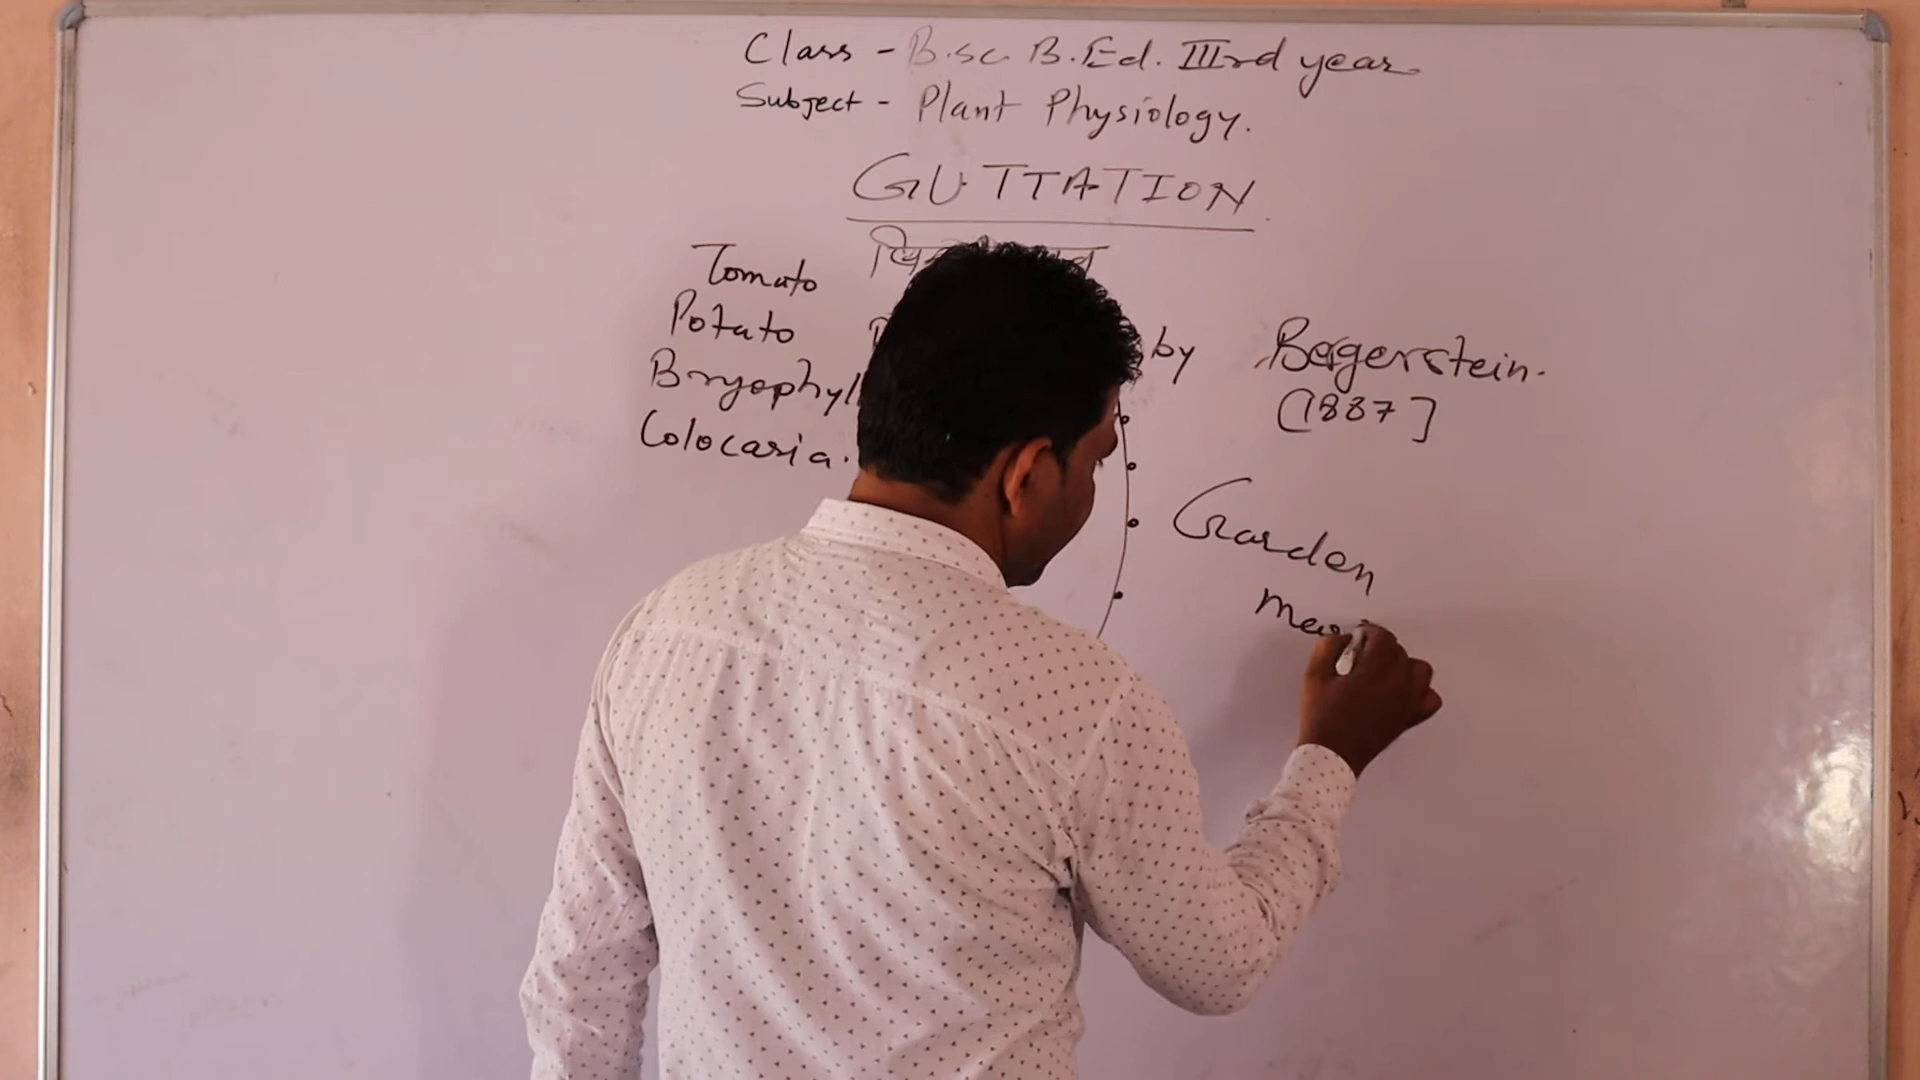 Class - B.Sc. B.Ed. IIIrd year
Subject - Plant Physiology.
GUTTATION
Tomato
Potato
by Bergerstein.
(1887]
Colocasia.
Garden